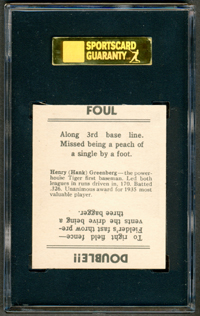 SPORTSCARD
GUARANTY
FOUL
Along 3rd base line.
Missed being a peach of
a single by a foot.
Henry (Hank) Greenberg—the power-
house Tiger first baseman. Led both
leagues in runs driven in, 170. Batted
.328. Unanimous award for 1935 most
valuable player.
DOUBLE!!
To right field fence—
Fielder's fast throw pre-
vents the drive being a
three bagger.